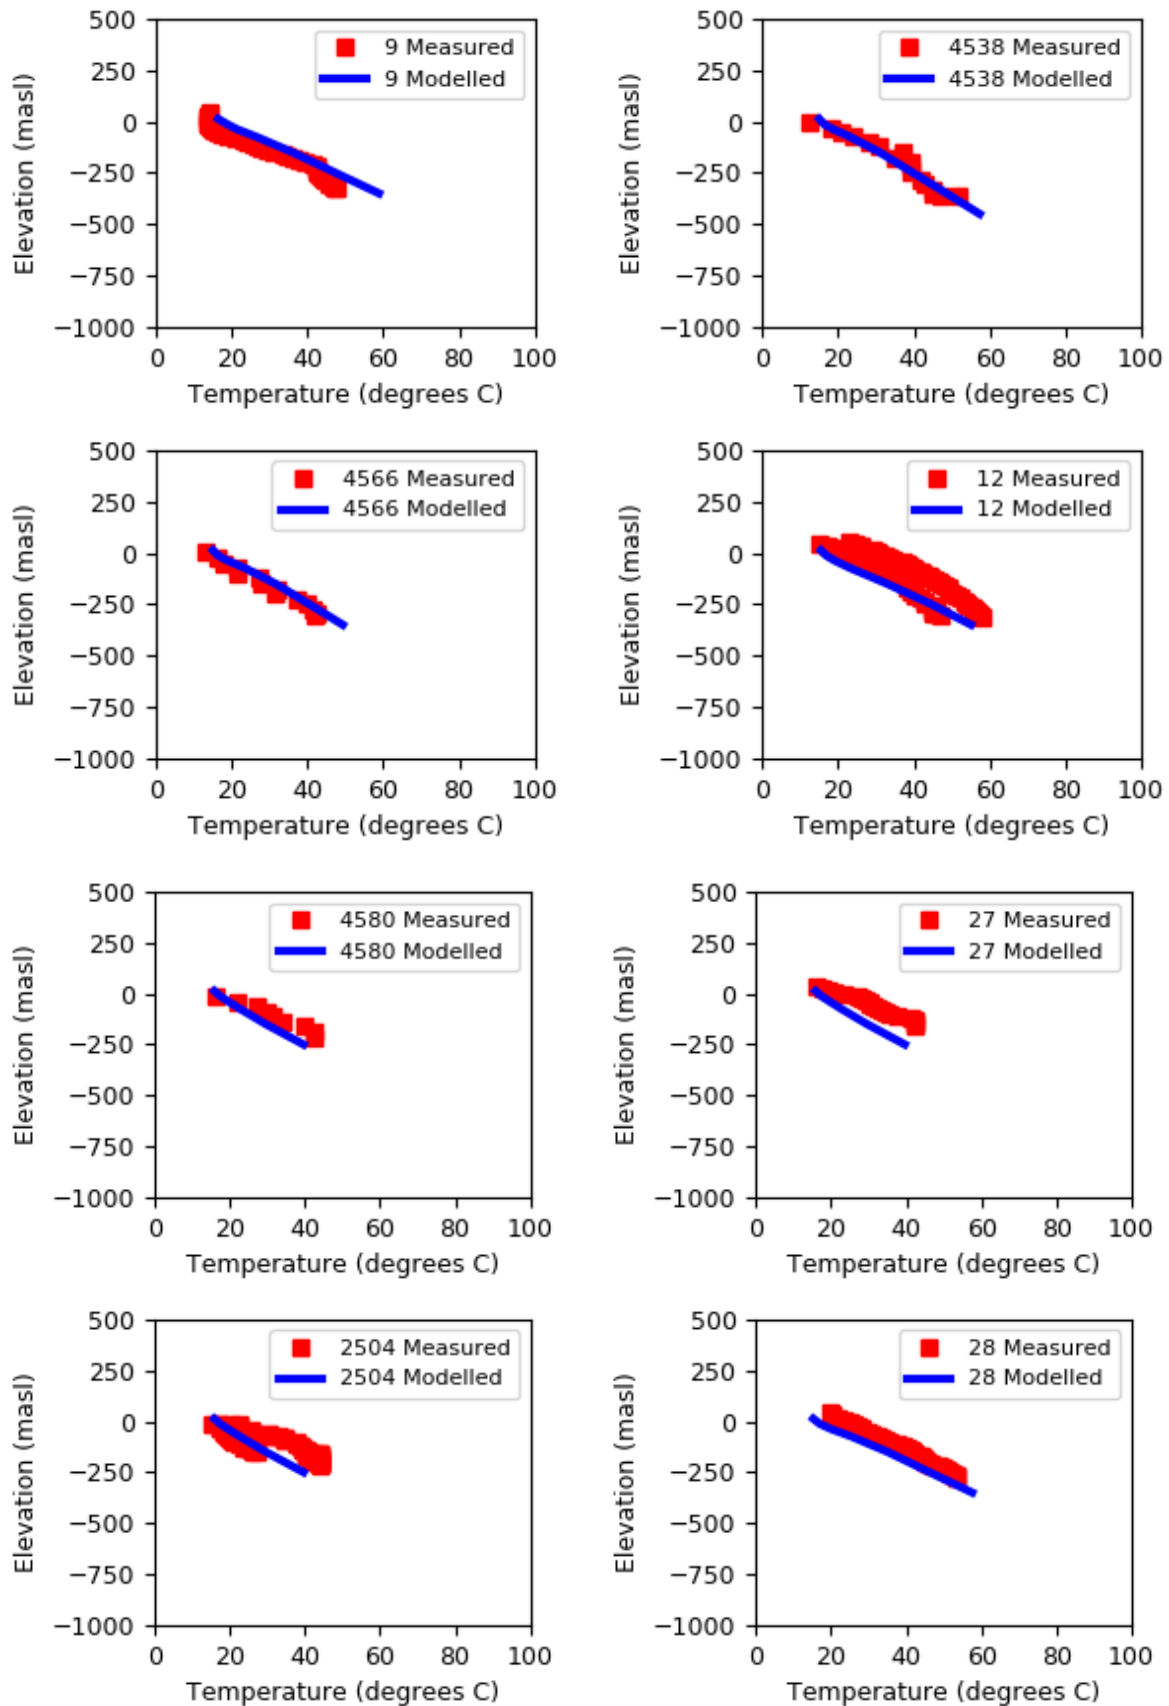 500
250
0
−250
−500
−750
−1000
Elevation (masl)
9 Measured
9 Modelled
0 20 40 60 80 100
Temperature (degrees C)
500
250
0
−250
−500
−750
−1000
Elevation (masl)
4538 Measured
4538 Modelled
0 20 40 60 80 100
Temperature (degrees C)
500
250
0
−250
−500
−750
−1000
Elevation (masl)
4566 Measured
4566 Modelled
0 20 40 60 80 100
Temperature (degrees C)
500
250
0
−250
−500
−750
−1000
Elevation (masl)
12 Measured
12 Modelled
0 20 40 60 80 100
Temperature (degrees C)
500
250
0
−250
−500
−750
−1000
Elevation (masl)
4580 Measured
4580 Modelled
0 20 40 60 80 100
Temperature (degrees C)
500
250
0
−250
−500
−750
−1000
Elevation (masl)
27 Measured
27 Modelled
0 20 40 60 80 100
Temperature (degrees C)
500
250
0
−250
−500
−750
−1000
Elevation (masl)
2504 Measured
2504 Modelled
0 20 40 60 80 100
Temperature (degrees C)
500
250
0
−250
−500
−750
−1000
Elevation (masl)
28 Measured
28 Modelled
0 20 40 60 80 100
Temperature (degrees C)